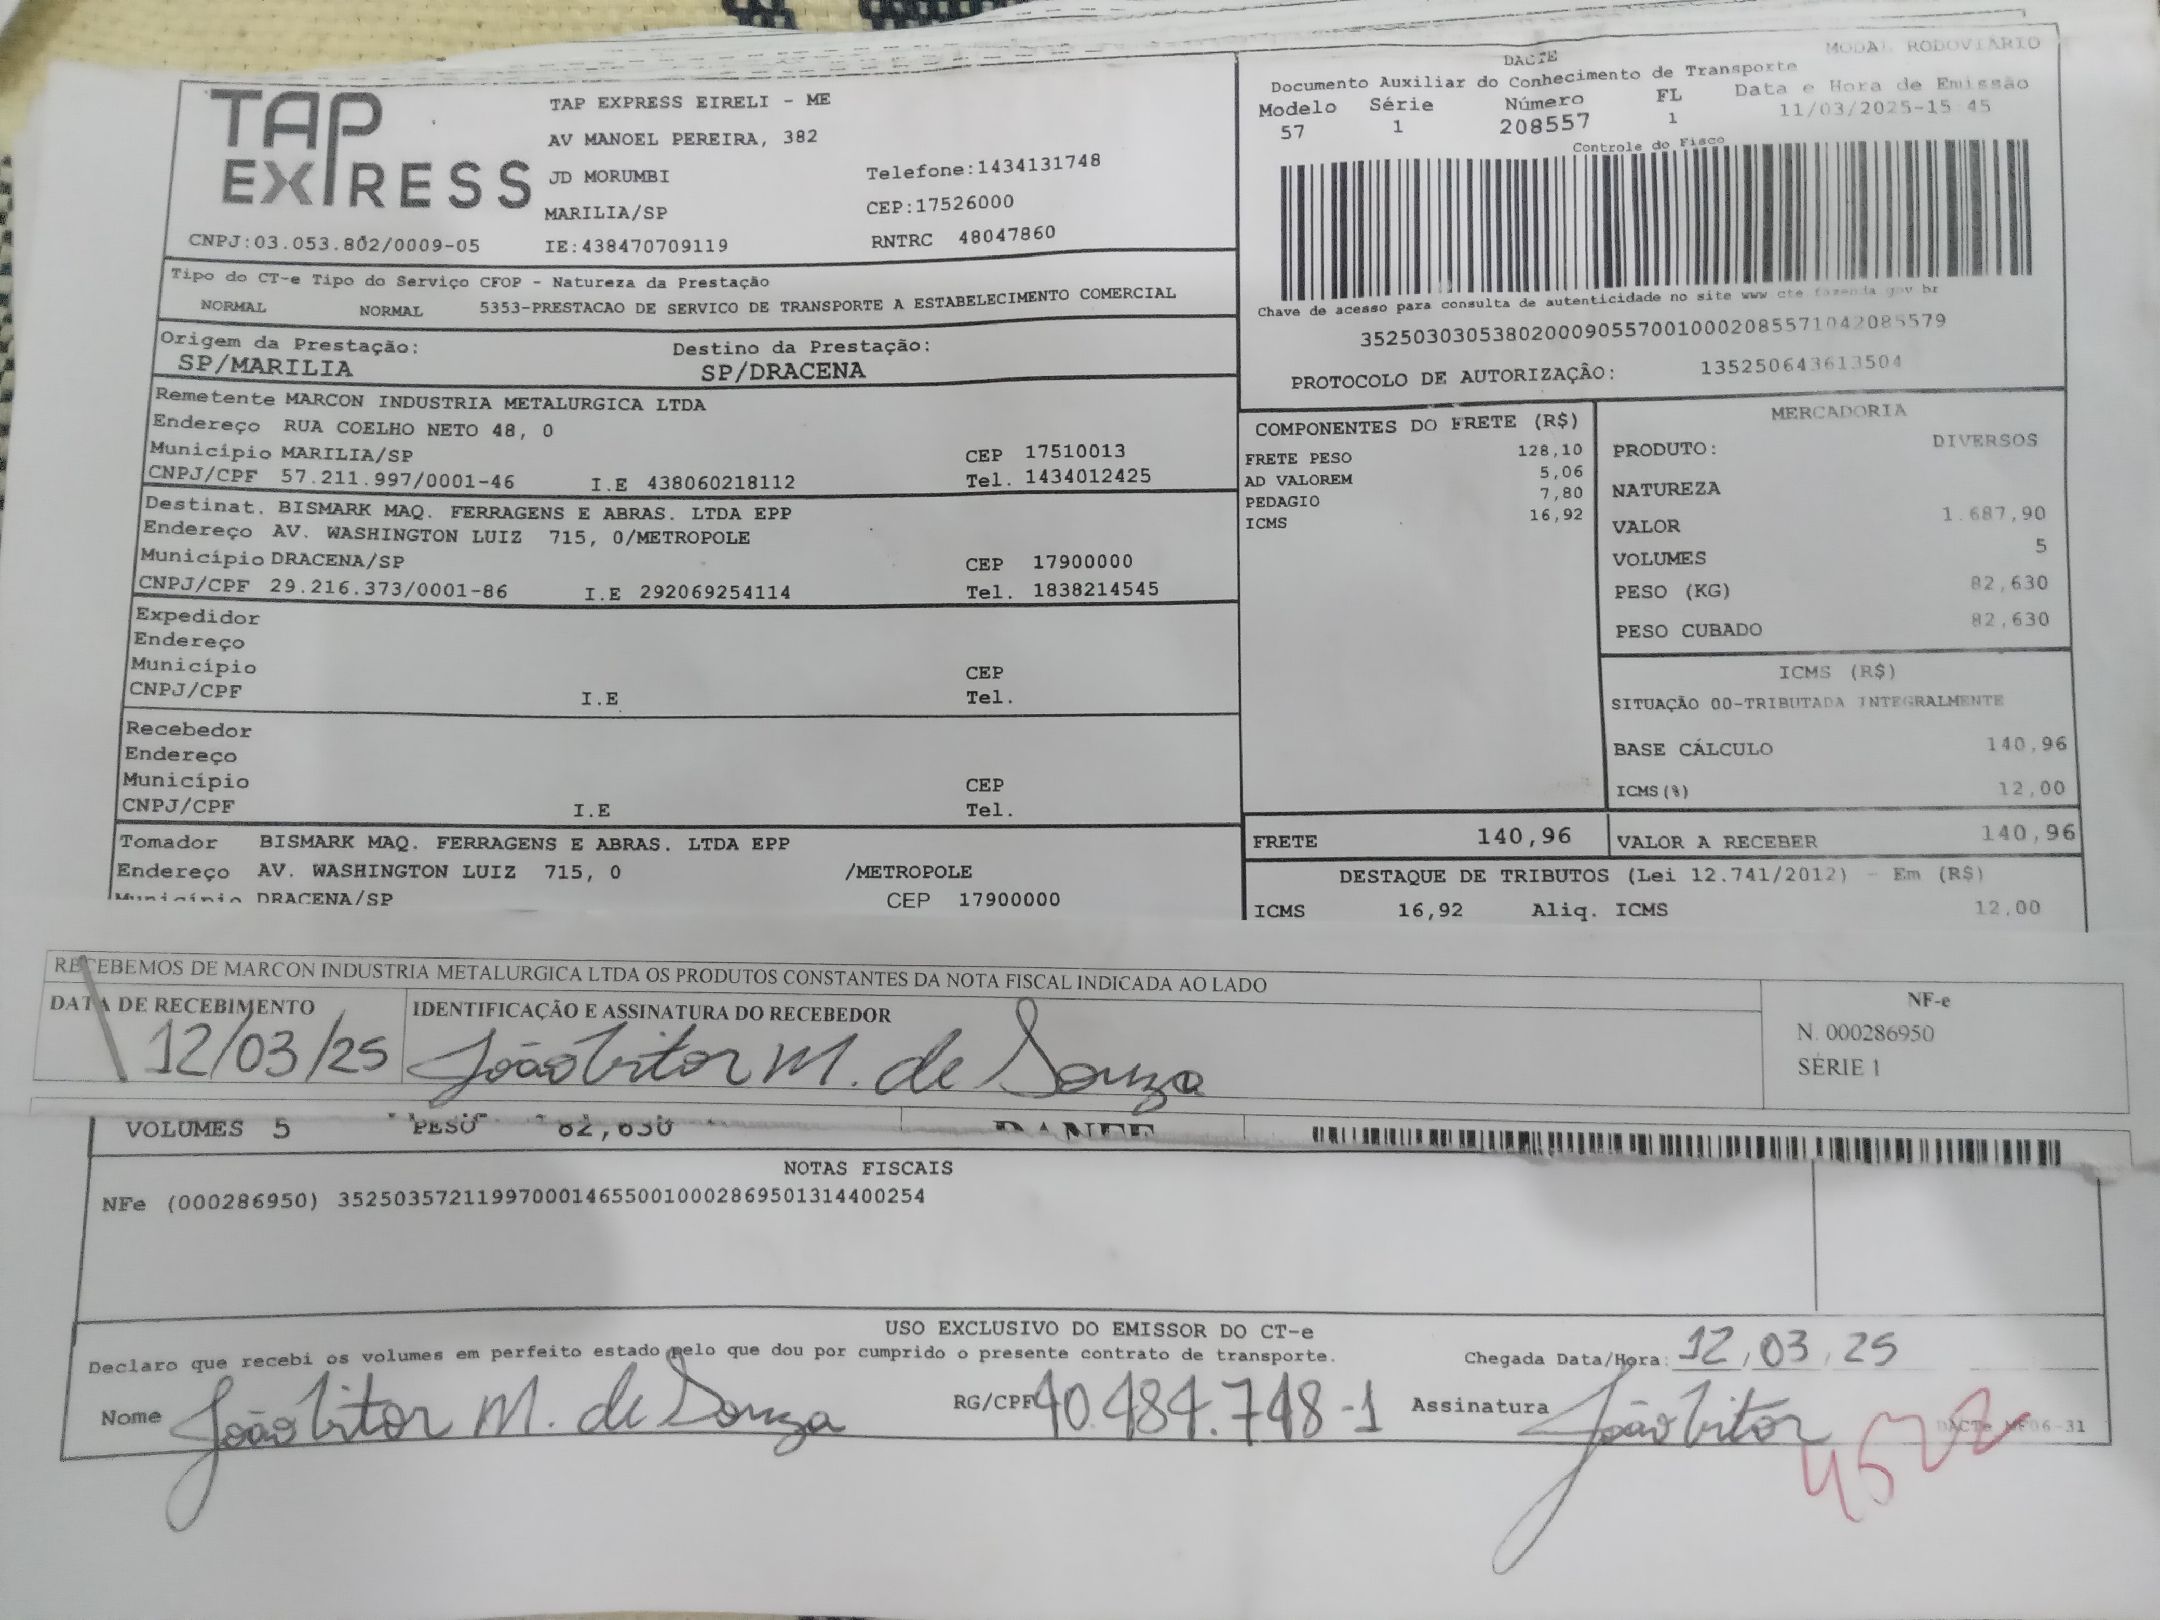 TAP EXPRESS
TAP EXPRESS EIRELI - ME
AV MANOEL PEREIRA, 382
JD MORUMBI Telefone:1434131748
MARILIA/SP CEP:17526000
CNPJ:03.053.802/0009-05 IE:438470709119 RNTRC 48047860
MODAL RODOVIARIO
DACTE
Documento Auxiliar do Conhecimento de Transporte
Modelo Série Número FL Data e Hora de Emissão
57 1 208557 1 11/03/2025-15 45
Controle do Fisco
Chave de acesso para consulta de autenticidade no site www cte fazenda gov br
35250303053802000905570010002085571042085579
PROTOCOLO DE AUTORIZAÇÃO: 135250643613504
Tipo do CT-e Tipo do Serviço CFOP - Natureza da Prestação
NORMAL NORMAL 5353-PRESTACAO DE SERVICO DE TRANSPORTE A ESTABELECIMENTO COMERCIAL
Origem da Prestação: Destino da Prestação:
SP/MARILIA SP/DRACENA
Remetente MARCON INDUSTRIA METALURGICA LTDA
Endereço RUA COELHO NETO 48, 0
Município MARILIA/SP CEP 17510013
CNPJ/CPF 57.211.997/0001-46 I.E 438060218112 Tel. 1434012425
Destinat. BISMARK MAQ. FERRAGENS E ABRAS. LTDA EPP
Endereço AV. WASHINGTON LUIZ 715, 0/METROPOLE
Município DRACENA/SP CEP 17900000
CNPJ/CPF 29.216.373/0001-86 I.E 292069254114 Tel. 1838214545
Expedidor
Endereço
Município CEP
CNPJ/CPF I.E Tel.
Recebedor
Endereço
Município CEP
CNPJ/CPF I.E Tel.
Tomador BISMARK MAQ. FERRAGENS E ABRAS. LTDA EPP
Endereço AV. WASHINGTON LUIZ 715, 0 /METROPOLE
Município DRACENA/SP CEP 17900000
COMPONENTES DO FRETE (R$)
FRETE PESO 128,10
AD VALOREM 5,06
PEDAGIO 7,80
ICMS 16,92
MERCADORIA
PRODUTO: DIVERSOS
NATUREZA
VALOR 1.687,90
VOLUMES 5
PESO (KG) 82,630
PESO CUBADO 82,630
ICMS (R$)
SITUAÇÃO 00-TRIBUTADA INTEGRALMENTE
BASE CÁLCULO 140,96
ICMS(%) 12,00
FRETE 140,96 VALOR A RECEBER 140,96
DESTAQUE DE TRIBUTOS (Lei 12.741/2012) - Em (R$)
ICMS 16,92 Aliq. ICMS 12,00
RECEBEMOS DE MARCON INDUSTRIA METALURGICA LTDA OS PRODUTOS CONSTANTES DA NOTA FISCAL INDICADA AO LADO
DATA DE RECEBIMENTO IDENTIFICAÇÃO E ASSINATURA DO RECEBEDOR
12/03/25 João Vitor M. de Souza
NF-e
N. 000286950
SÉRIE 1
VOLUMES 5 PESO 82,630 DANFE
NOTAS FISCAIS
NFe (000286950) 35250357211997000146550010002869501314400254
USO EXCLUSIVO DO EMISSOR DO CT-e
Declaro que recebi os volumes em perfeito estado pelo que dou por cumprido o presente contrato de transporte. Chegada Data/Hora: 12/03/25
Nome João Vitor M. de Souza RG/CPF 40.484.748-1 Assinatura João Vitor